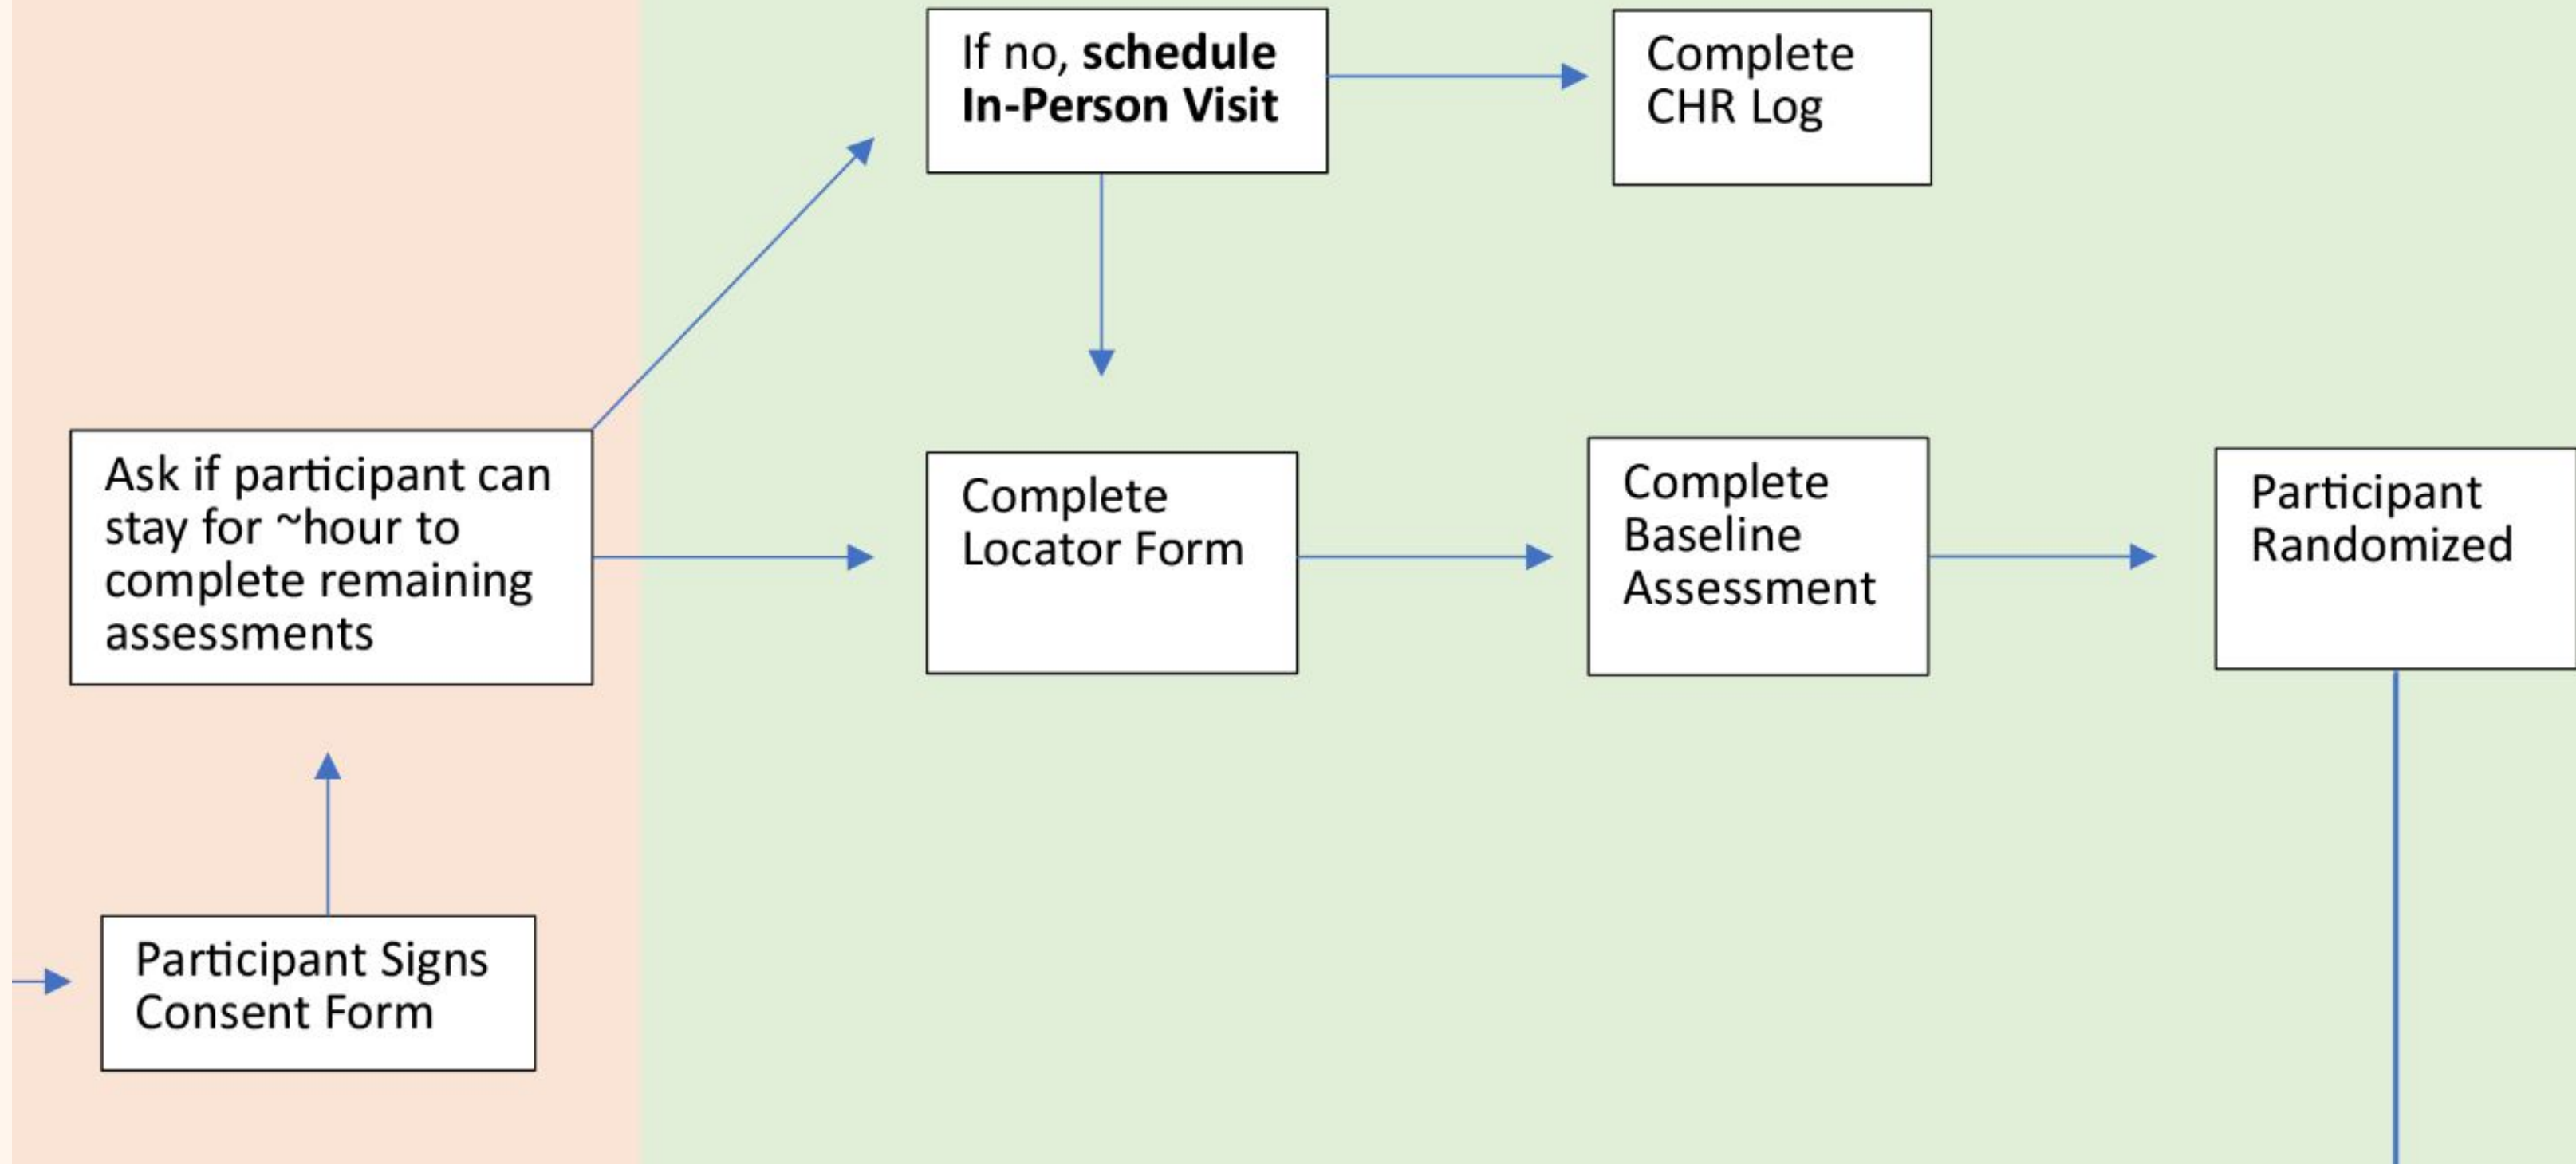 If no, schedule
In-Person Visit
Complete
CHR Log
Ask if participant can
stay for ~hour to
complete remaining
assessments
Complete
Locator Form
Complete
Baseline
Assessment
Participant
Randomized
Participant Signs
Consent Form